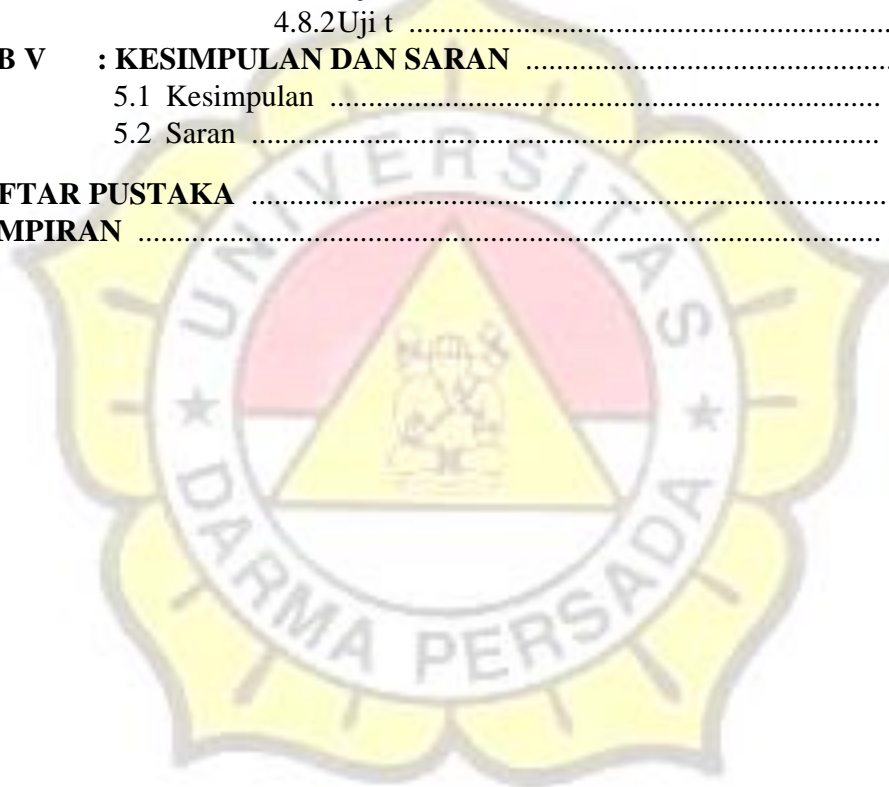 4.8.2Uji t ........................................................................
B V : KESIMPULAN DAN SARAN ................................................
5.1 Kesimpulan ........................................................................
5.2 Saran ..................................................................................
FTAR PUSTAKA ..................................................................................
MPIRAN ................................................................................................
UNIVERSITAS
★ DARMA PERSADA ★